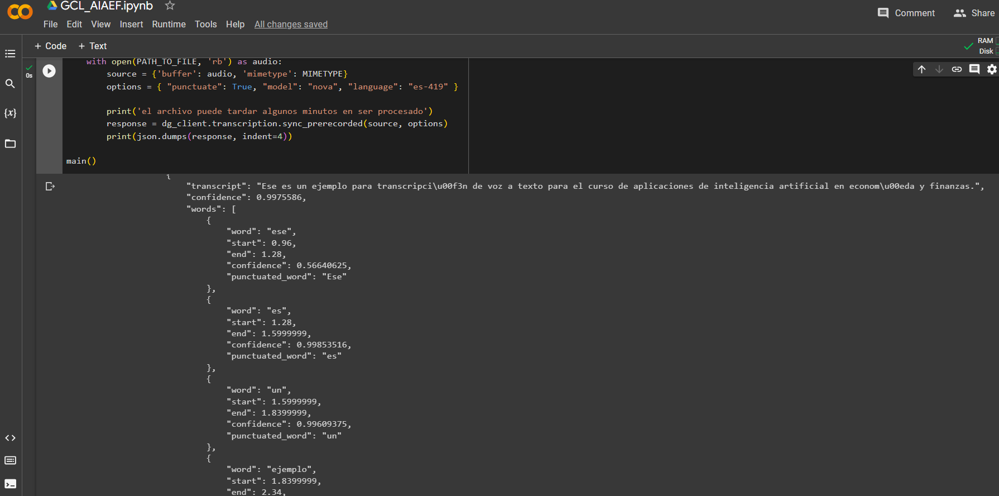 GCL_AIAEF.ipynb
File Edit View Insert Runtime Tools Help All changes saved
Comment Share
+ Code + Text
RAM
Disk
0s
with open(PATH_TO_FILE, 'rb') as audio:
source = {'buffer': audio, 'mimetype': MIMETYPE}
options = { "punctuate": True, "model": "nova", "language": "es-419" }
print('el archivo puede tardar algunos minutos en ser procesado')
response = dg_client.transcription.sync_prerecorded(source, options)
print(json.dumps(response, indent=4))
main()
{
"transcript": "Ese es un ejemplo para transcripci\u00f3n de voz a texto para el curso de aplicaciones de inteligencia artificial en econom\u00eda y finanzas.",
"confidence": 0.9975586,
"words": [
{
"word": "ese",
"start": 0.96,
"end": 1.28,
"confidence": 0.56640625,
"punctuated_word": "Ese"
},
{
"word": "es",
"start": 1.28,
"end": 1.5999999,
"confidence": 0.99853516,
"punctuated_word": "es"
},
{
"word": "un",
"start": 1.5999999,
"end": 1.8399999,
"confidence": 0.99609375,
"punctuated_word": "un"
},
{
"word": "ejemplo",
"start": 1.8399999,
"end": 2.34,